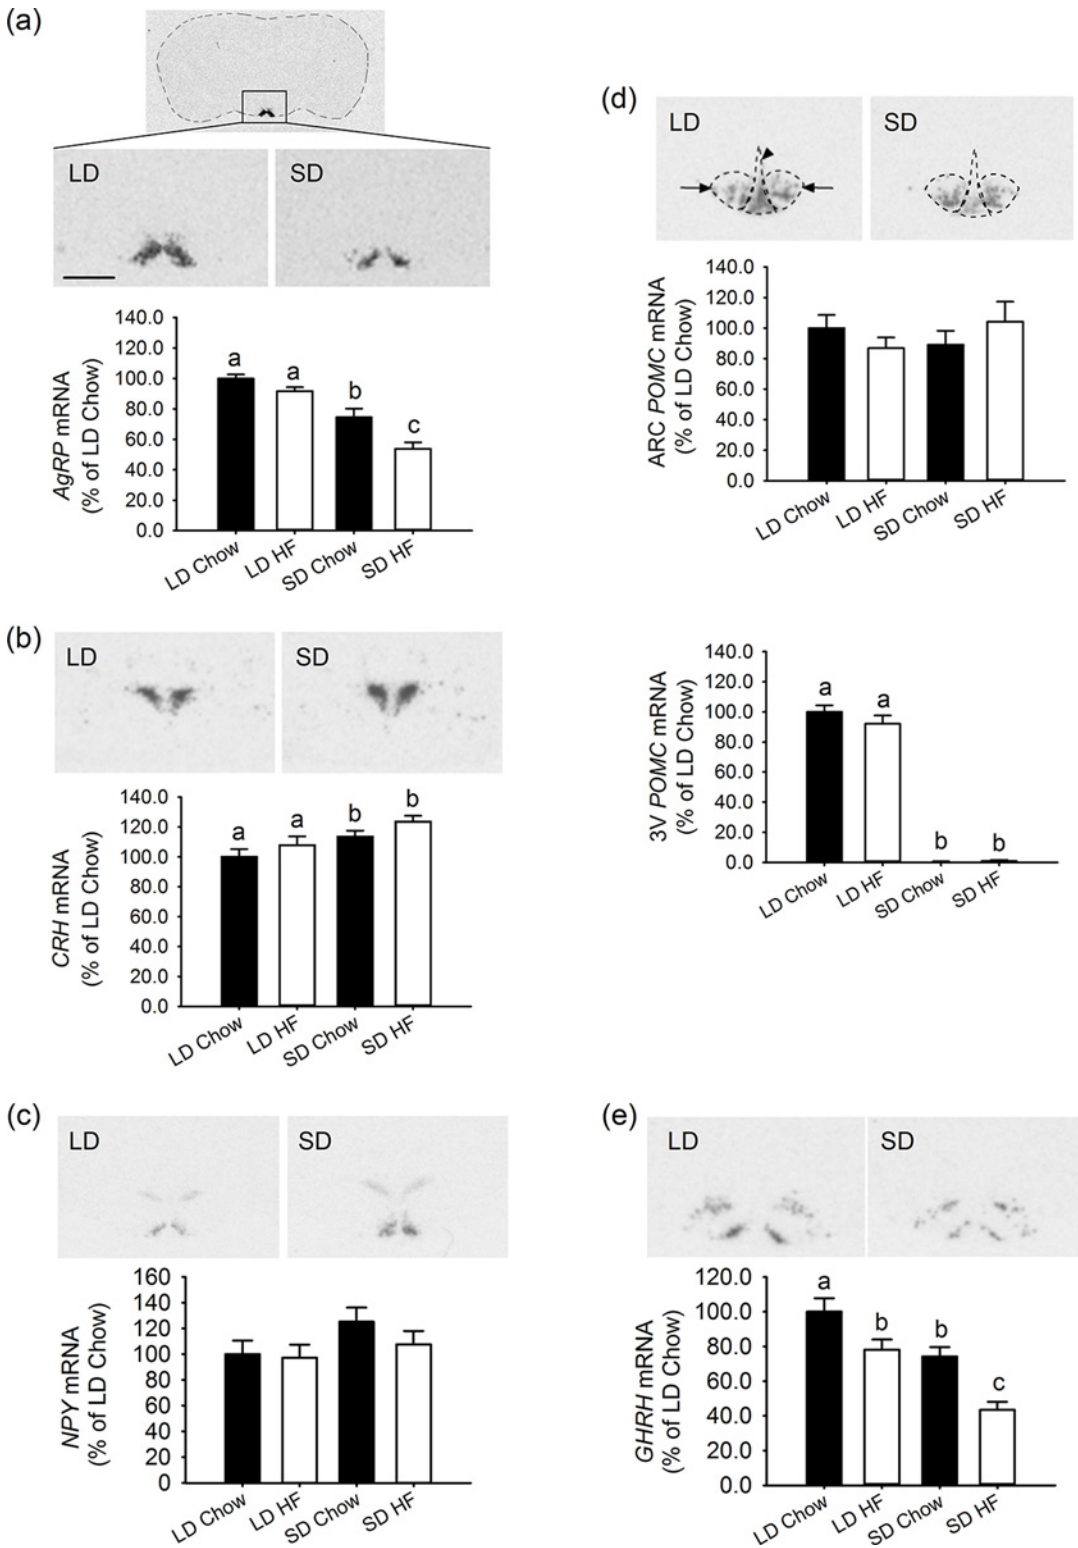 (a)
LD
SD
140.0
120.0
100.0
80.0
60.0
40.0
20.0
0.0
AgRP mRNA
(% of LD Chow)
a
a
b
c
LD Chow
LD HF
SD Chow
SD HF
(b)
LD
SD
140.0
120.0
100.0
80.0
60.0
40.0
20.0
0.0
CRH mRNA
(% of LD Chow)
a
a
b
b
LD Chow
LD HF
SD Chow
SD HF
(c)
LD
SD
160
140
120
100
80
60
40
20
0
NPY mRNA
(% of LD Chow)
LD Chow
LD HF
SD Chow
SD HF
(d)
LD
SD
140.0
120.0
100.0
80.0
60.0
40.0
20.0
0.0
ARC POMC mRNA
(% of LD Chow)
LD Chow
LD HF
SD Chow
SD HF
140.0
120.0
100.0
80.0
60.0
40.0
20.0
0.0
3V POMC mRNA
(% of LD Chow)
a
a
b
b
LD Chow
LD HF
SD Chow
SD HF
(e)
LD
SD
120.0
100.0
80.0
60.0
40.0
20.0
0.0
GHRH mRNA
(% of LD Chow)
a
b
b
c
LD Chow
LD HF
SD Chow
SD HF